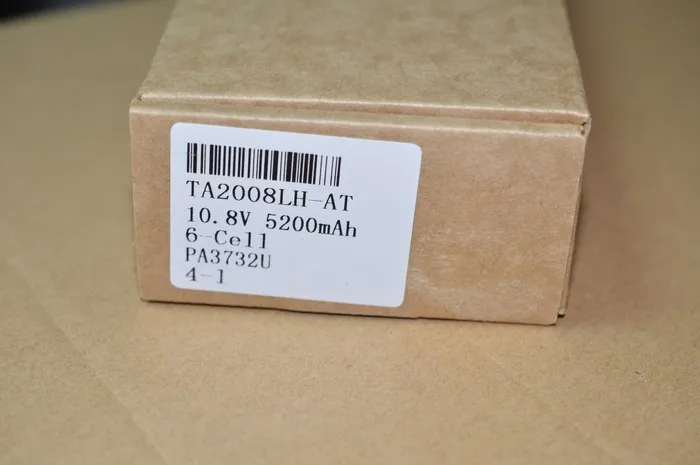 TA2008LH-AT
10.8V 5200mAh
6-Cell
PA3732U
4-1